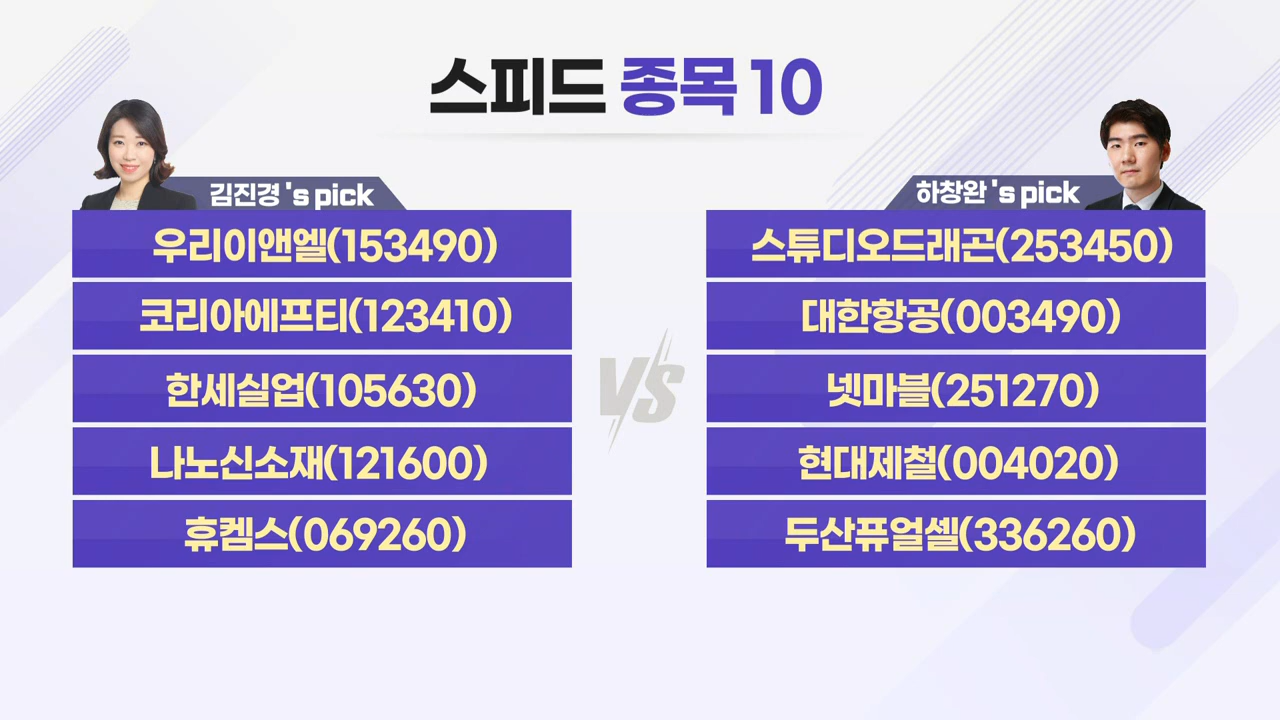 스피드 종목 10
김진경 's pick
우리이앤엘(153490)
코리아에프티(123410)
한세실업(105630)
나노신소재(121600)
휴켐스(069260)
VS
하창완 's pick
스튜디오드래곤(253450)
대한항공(003490)
넷마블(251270)
현대제철(004020)
두산퓨얼셀(336260)